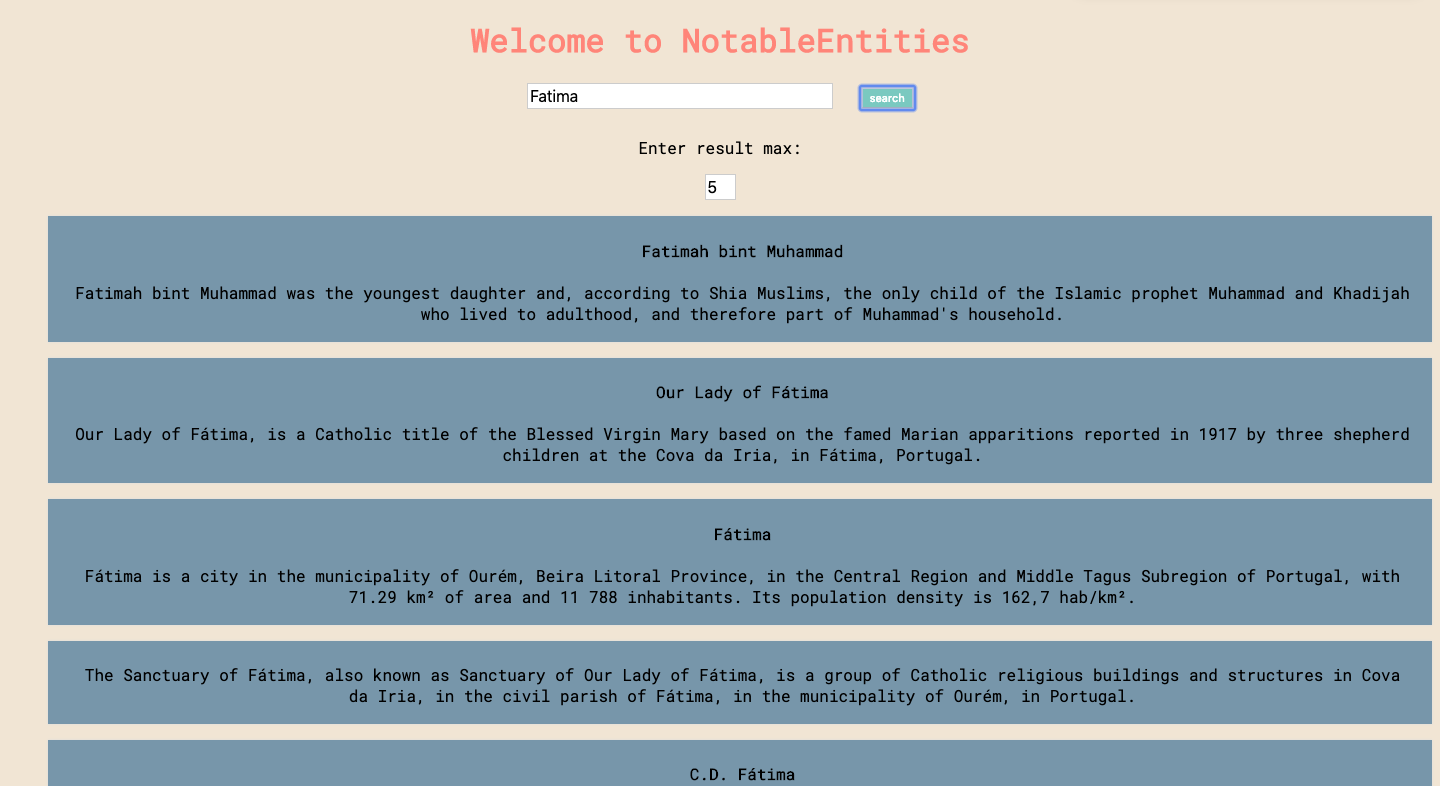 Welcome to NotableEntities
Fatima
search
Enter result max:
5
Fatimah bint Muhammad
Fatimah bint Muhammad was the youngest daughter and, according to Shia Muslims, the only child of the Islamic prophet Muhammad and Khadijah
who lived to adulthood, and therefore part of Muhammad's household.
Our Lady of Fátima
Our Lady of Fátima, is a Catholic title of the Blessed Virgin Mary based on the famed Marian apparitions reported in 1917 by three shepherd
children at the Cova da Iria, in Fátima, Portugal.
Fátima
Fátima is a city in the municipality of Ourém, Beira Litoral Province, in the Central Region and Middle Tagus Subregion of Portugal, with
71.29 km² of area and 11 788 inhabitants. Its population density is 162,7 hab/km².
The Sanctuary of Fátima, also known as Sanctuary of Our Lady of Fátima, is a group of Catholic religious buildings and structures in Cova
da Iria, in the civil parish of Fátima, in the municipality of Ourém, in Portugal.
C.D. Fátima